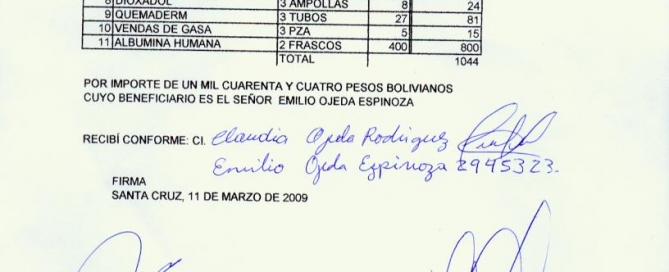 8 DIOXADOL 3 AMPOLLAS 8 24
9 QUEMADERM 3 TUBOS 27 81
10 VENDAS DE GASA 3 PZA 5 15
11 ALBUMINA HUMANA 2 FRASCOS 400 800
TOTAL 1044
POR IMPORTE DE UN MIL CUARENTA Y CUATRO PESOS BOLIVIANOS
CUYO BENEFICIARIO ES EL SEÑOR EMILIO OJEDA ESPINOZA
RECIBÍ CONFORME: CI. Claudia Ojeda Rodriguez
Emilio Ojeda Espinoza 2945323.
FIRMA
SANTA CRUZ, 11 DE MARZO DE 2009